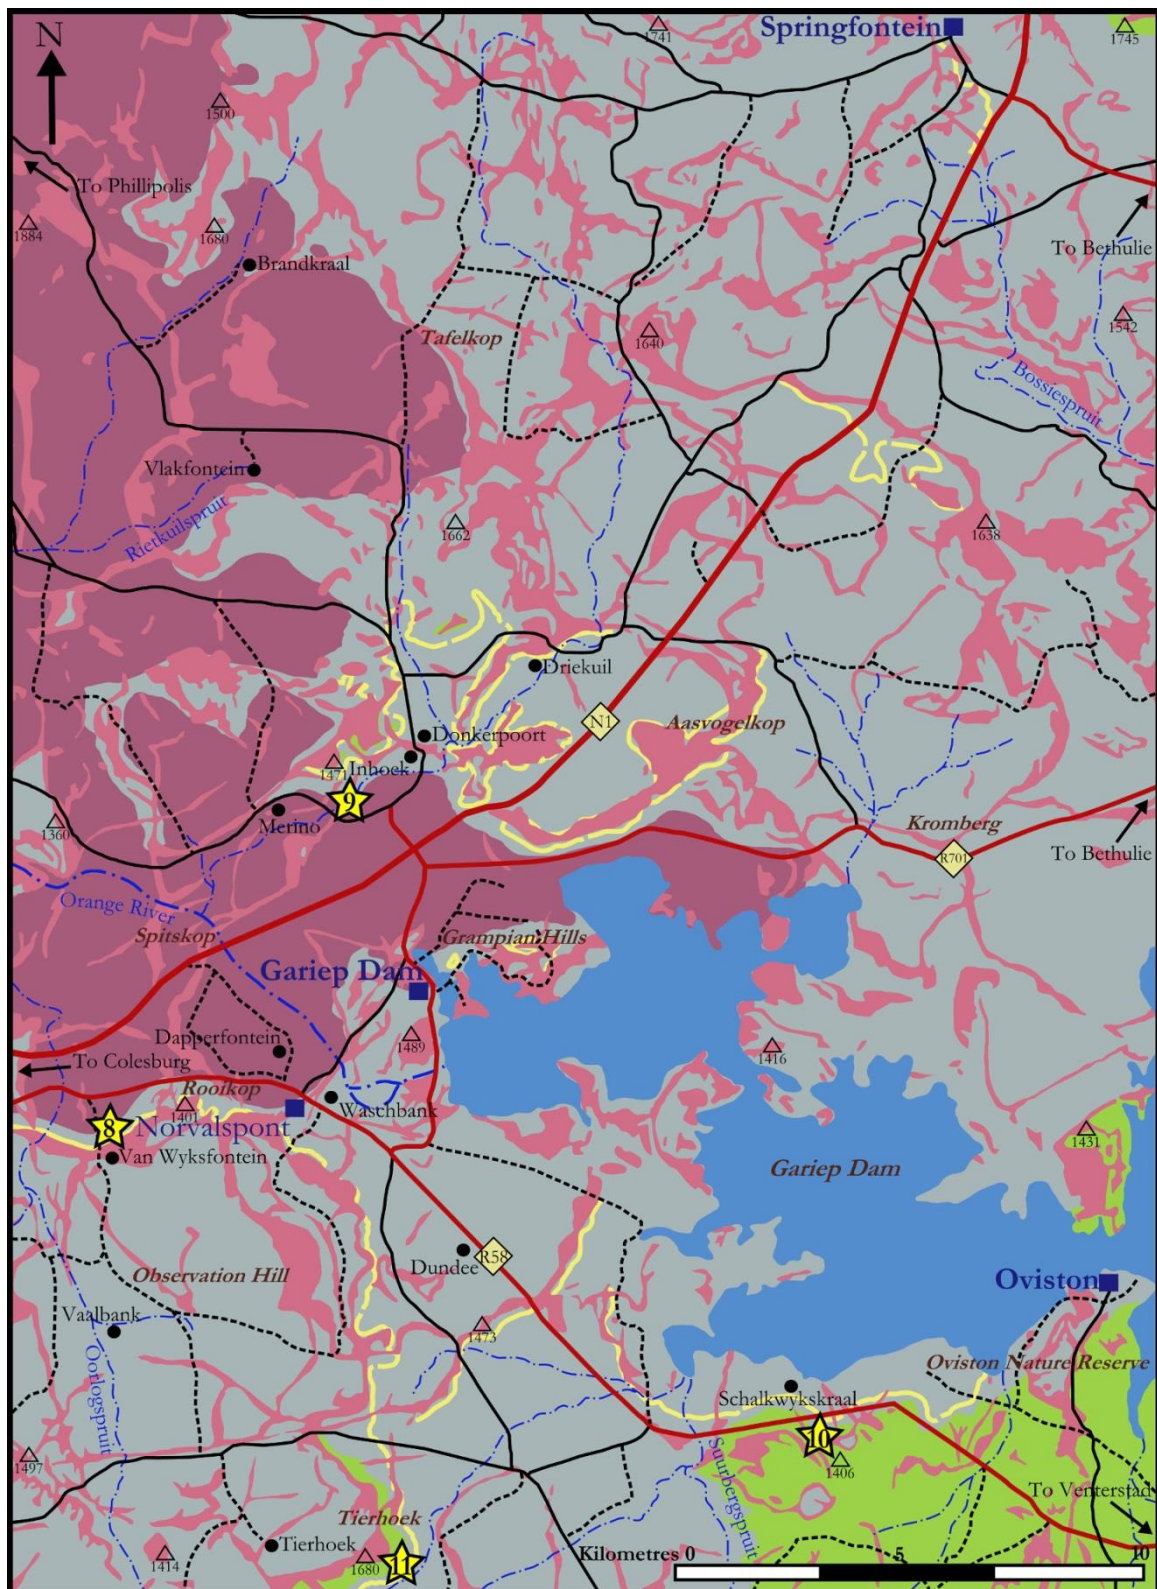 Springfontein
N
1741
1745
1500
To Phillipolis
1884
1680
Brandkraal
To Bethulie
Tafelkop
1640
1542
Bossiespruit
Vlakfontein
Rietkuilspruit
1662
1638
Driekuil
N1
Aasvogelkop
Donkerpoort
Inhoek
1471
9
Merino
1360
Kromberg
R701
To Bethulie
Orange River
Spitskop
Grampian Hills
Gariep Dam
Dapperfontein
1489
1416
To Colesburg
Rooikop
1401
Waschbank
8
Norvalspont
Van Wyksfontein
1431
Gariep Dam
Dundee
R58
Observation Hill
Oviston
Vaalbank
1473
Oorlogspruit
Oviston Nature Reserve
Schalkwykskraal
10
1406
Suurbergspruit
1497
To Venterstad
Tierhoek
Tierhoek
1414
1680
11
Kilometres 0
5
10